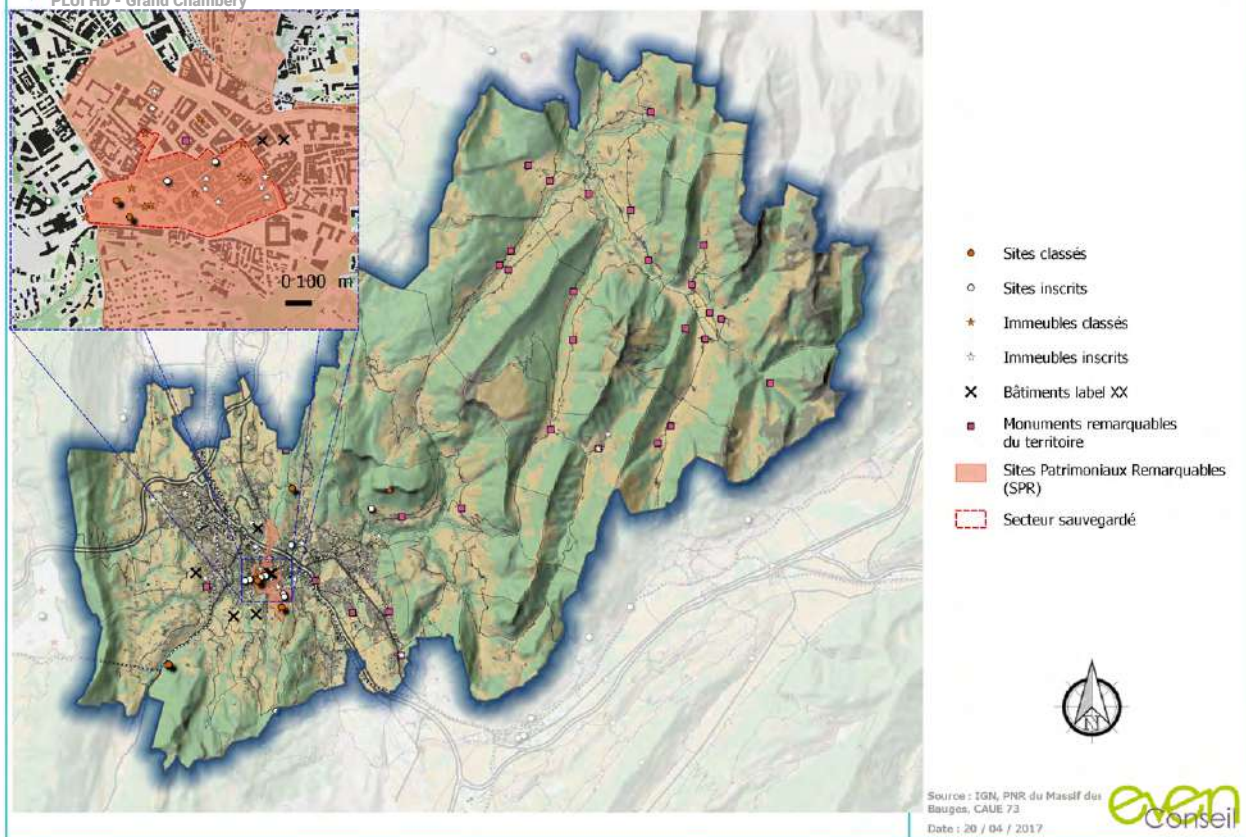 PLUi HD - Grand Chambéry
0 100 m
Sites classés
Sites inscrits
Immeubles classés
Immeubles inscrits
Bâtiments label XX
Monuments remarquables
du territoire
Sites Patrimoniaux Remarquables
(SPR)
Secteur sauvegardé
N
Source : IGN, PNR du Massif des
Bauges, CAUE 73
Date : 20 / 04 / 2017
even
Conseil